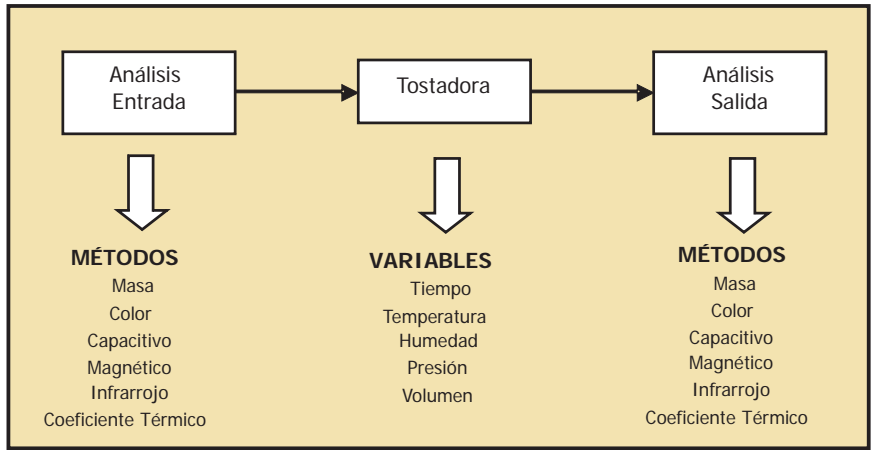 Análisis
Entrada
Tostadora
Análisis
Salida
MÉTODOS
Masa
Color
Capacitivo
Magnético
Infrarrojo
Coeficiente Térmico
VARIABLES
Tiempo
Temperatura
Humedad
Presión
Volumen
MÉTODOS
Masa
Color
Capacitivo
Magnético
Infrarrojo
Coeficiente Térmico